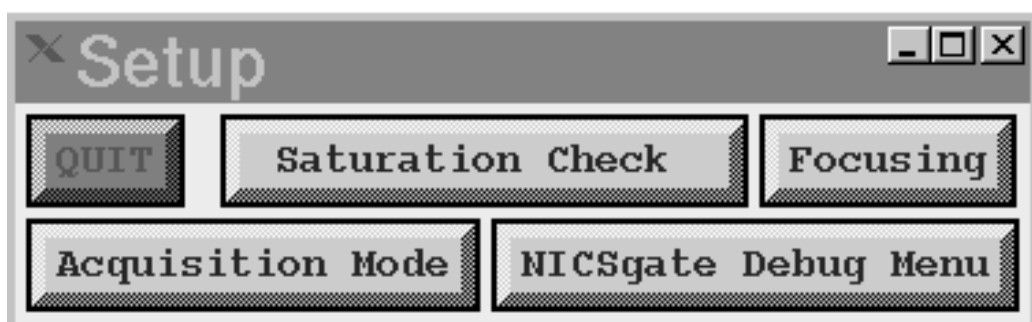 Setup
QUIT Saturation Check Focusing
Acquisition Mode NICSgate Debug Menu